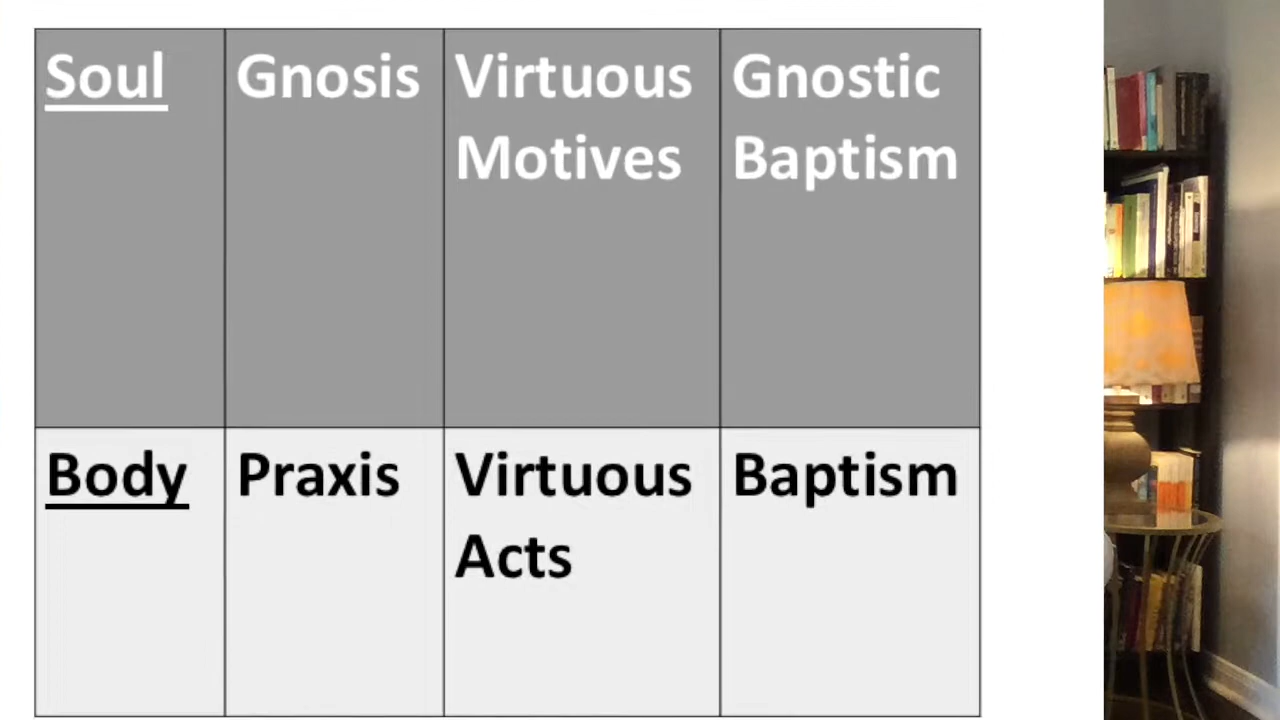 Soul Gnosis Virtuous Gnostic
Motives Baptism
Body Praxis Virtuous Baptism
Acts